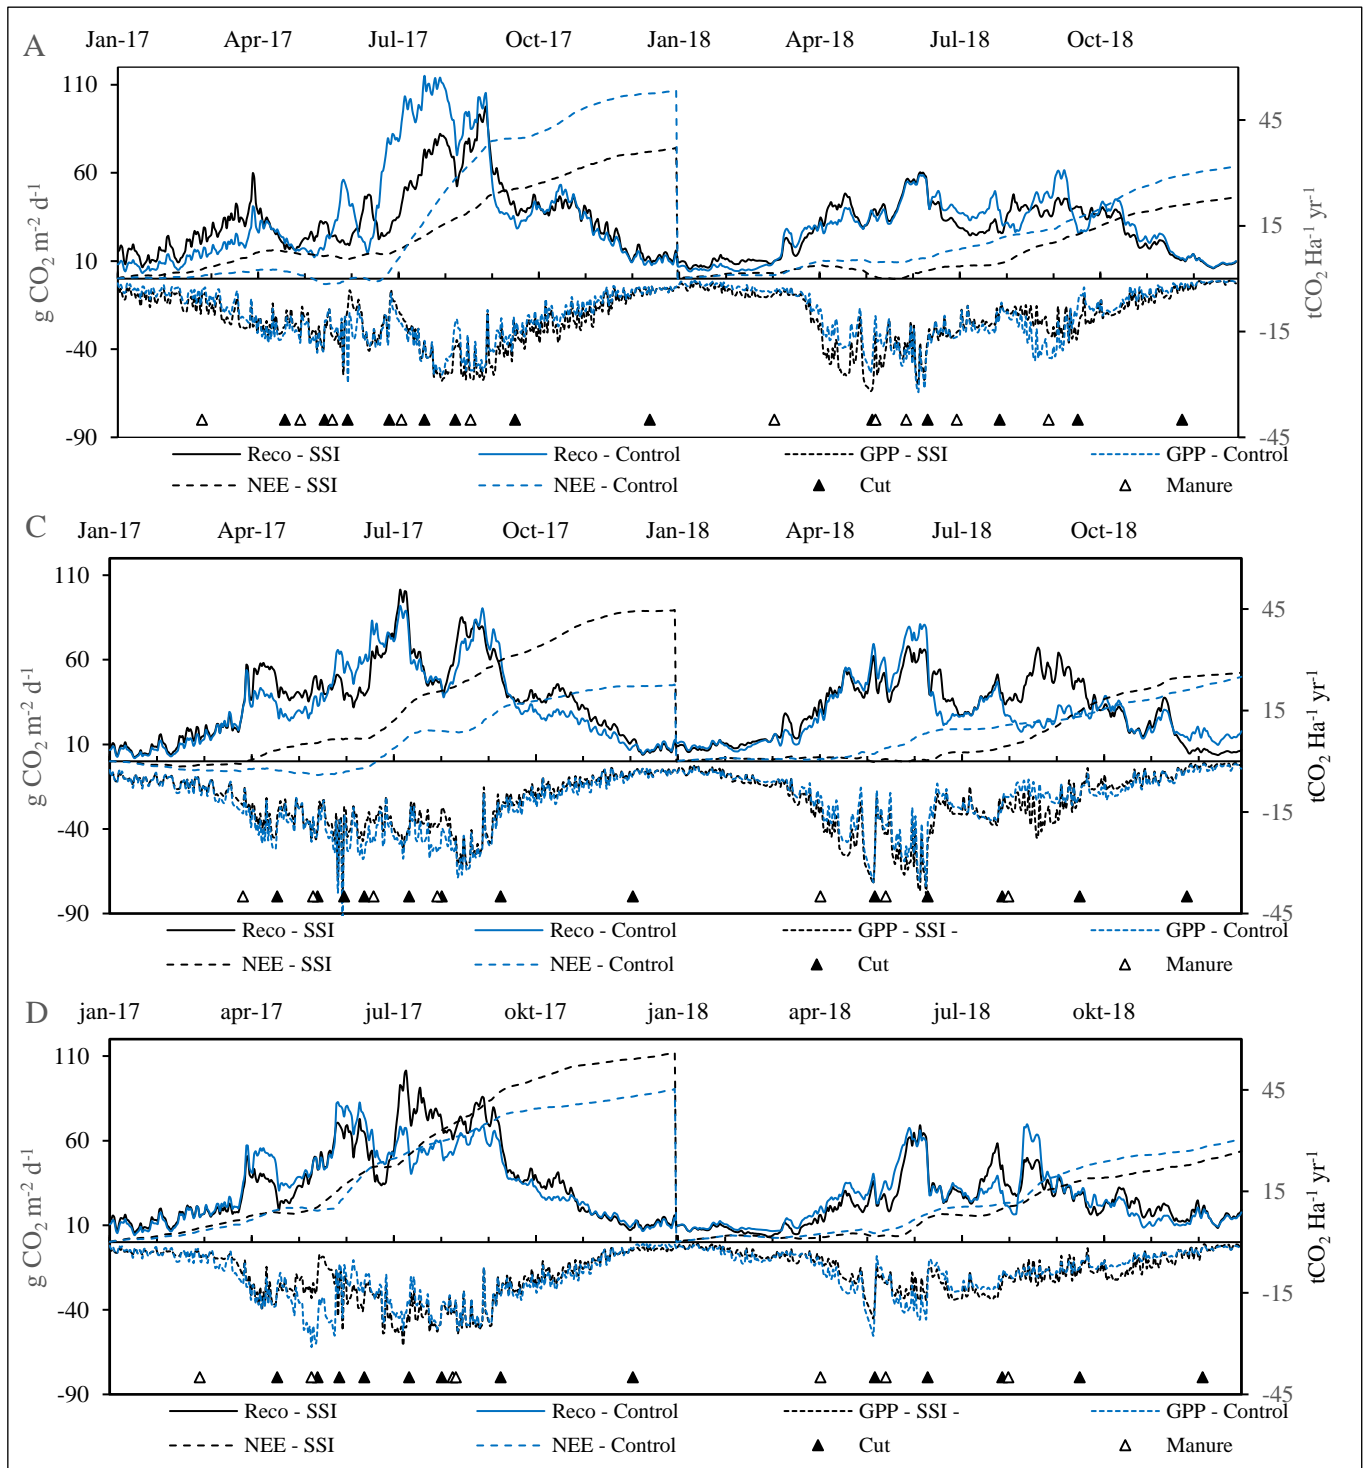 A
Jan-17 Apr-17 Jul-17 Oct-17 Jan-18 Apr-18 Jul-18 Oct-18
110
60
10
-40
-90
45
15
-15
-45
g CO2 m-2 d-1
tCO2 Ha-1 yr-1
Reco - SSI Reco - Control GPP - SSI GPP - Control
NEE - SSI NEE - Control Cut Manure
C
Jan-17 Apr-17 Jul-17 Oct-17 Jan-18 Apr-18 Jul-18 Oct-18
110
60
10
-40
-90
45
15
-15
-45
g CO2 m-2 d-1
tCO2 Ha-1 yr-1
Reco - SSI Reco - Control GPP - SSI - GPP - Control
NEE - SSI NEE - Control Cut Manure
D
jan-17 apr-17 jul-17 okt-17 jan-18 apr-18 jul-18 okt-18
110
60
10
-40
-90
45
15
-15
-45
g CO2 m-2 d-1
tCO2 Ha-1 yr-1
Reco - SSI Reco - Control GPP - SSI - GPP - Control
NEE - SSI NEE - Control Cut Manure